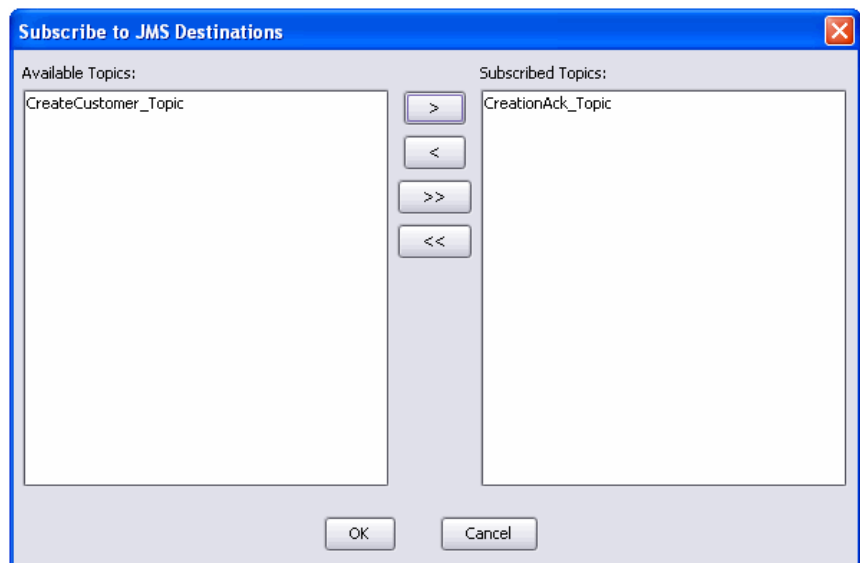 Subscribe to JMS Destinations
Available Topics:
Subscribed Topics:
CreateCustomer_Topic
>
CreationAck_Topic
<
>>
<<
OK
Cancel